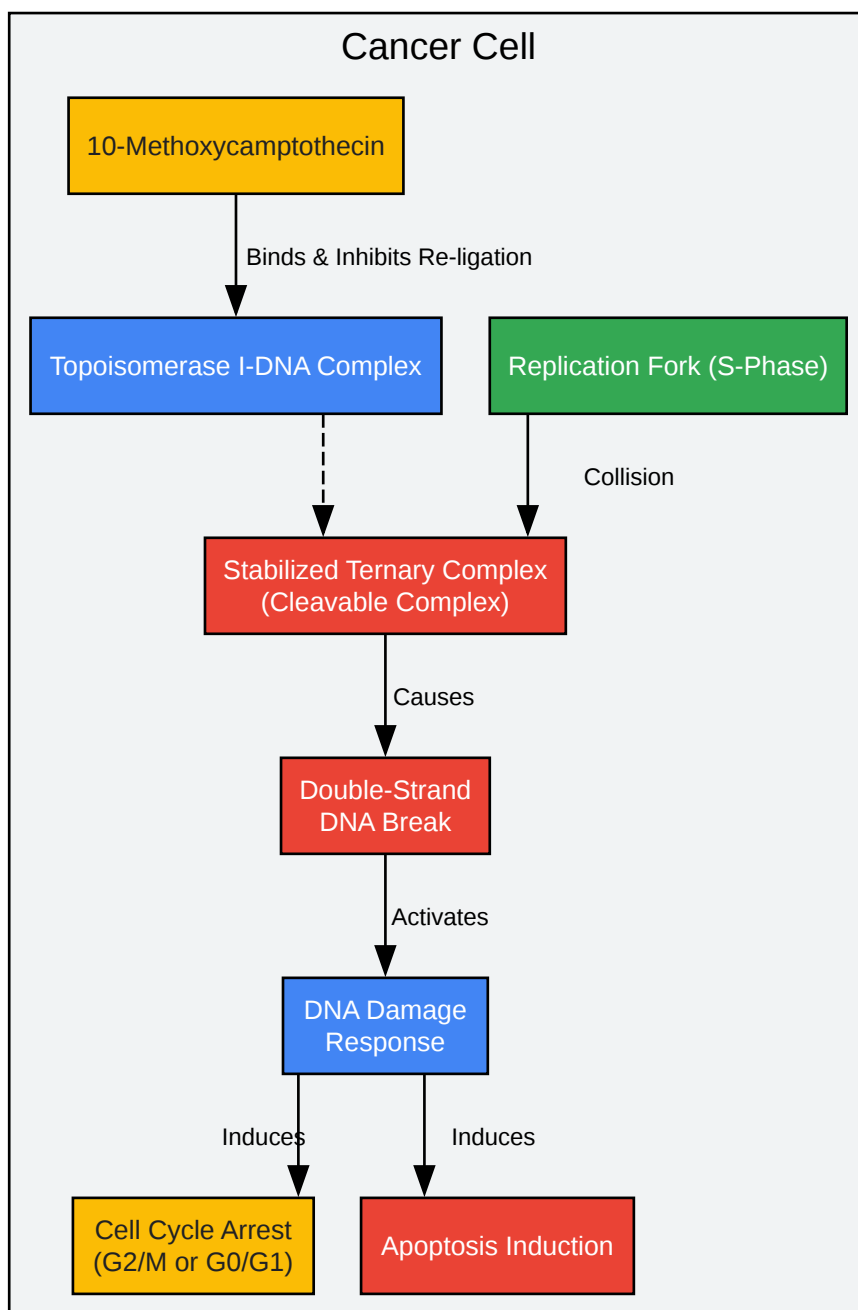 Cancer Cell
10-Methoxycamptothecin
Binds & Inhibits Re-ligation
Topoisomerase I-DNA Complex
Replication Fork (S-Phase)
Collision
Stabilized Ternary Complex
(Cleavable Complex)
Causes
Double-Strand
DNA Break
Activates
DNA Damage
Response
Induces
Induces
Cell Cycle Arrest
(G2/M or G0/G1)
Apoptosis Induction